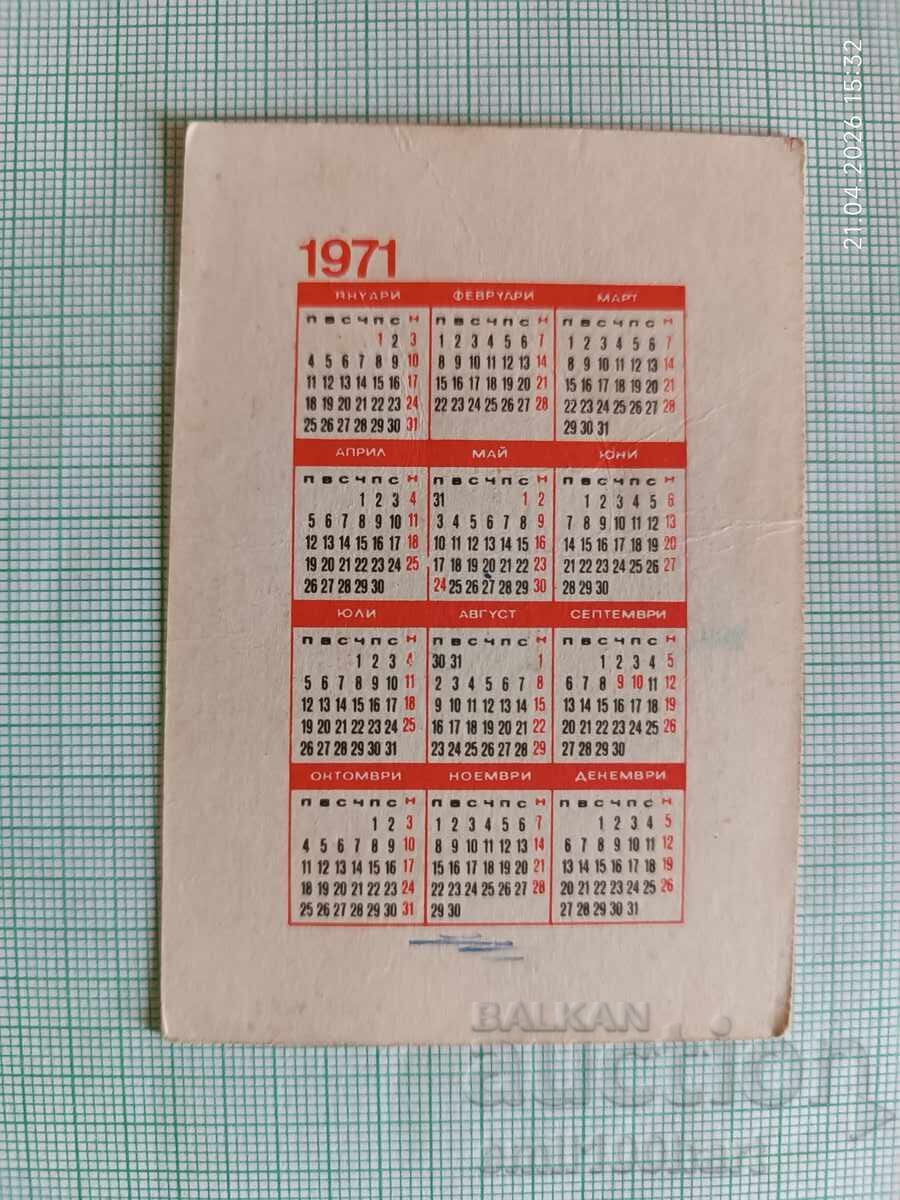 21.04.2026 15:32
1971
ЯНУАРИ
П В С Ч П С Н
1 2 3
4 5 6 7 8 9 10
11 12 13 14 15 16 17
18 19 20 21 22 23 24
25 26 27 28 29 30 31
ФЕВРУАРИ
П В С Ч П С Н
1 2 3 4 5 6 7
8 9 10 11 12 13 14
15 16 17 18 19 20 21
22 23 24 25 26 27 28
МАРТ
П В С Ч П С Н
1 2 3 4 5 6 7
8 9 10 11 12 13 14
15 16 17 18 19 20 21
22 23 24 25 26 27 28
29 30 31
АПРИЛ
П В С Ч П С Н
1 2 3 4
5 6 7 8 9 10 11
12 13 14 15 16 17 18
19 20 21 22 23 24 25
26 27 28 29 30
МАЙ
П В С Ч П С Н
31 1 2
3 4 5 6 7 8 9
10 11 12 13 14 15 16
17 18 19 20 21 22 23
24 25 26 27 28 29 30
ЮНИ
П В С Ч П С Н
1 2 3 4 5 6
7 8 9 10 11 12 13
14 15 16 17 18 19 20
21 22 23 24 25 26 27
28 29 30
ЮЛИ
П В С Ч П С Н
1 2 3 4
5 6 7 8 9 10 11
12 13 14 15 16 17 18
19 20 21 22 23 24 25
26 27 28 29 30 31
АВГУСТ
П В С Ч П С Н
30 31 1
2 3 4 5 6 7 8
9 10 11 12 13 14 15
16 17 18 19 20 21 22
23 24 25 26 27 28 29
СЕПТЕМВРИ
П В С Ч П С Н
1 2 3 4 5
6 7 8 9 10 11 12
13 14 15 16 17 18 19
20 21 22 23 24 25 26
27 28 29 30
ОКТОМВРИ
П В С Ч П С Н
1 2 3
4 5 6 7 8 9 10
11 12 13 14 15 16 17
18 19 20 21 22 23 24
25 26 27 28 29 30 31
НОЕМВРИ
П В С Ч П С Н
1 2 3 4 5 6 7
8 9 10 11 12 13 14
15 16 17 18 19 20 21
22 23 24 25 26 27 28
29 30
ДЕКЕМВРИ
П В С Ч П С Н
1 2 3 4 5
6 7 8 9 10 11 12
13 14 15 16 17 18 19
20 21 22 23 24 25 26
27 28 29 30 31
BALKAN
auction